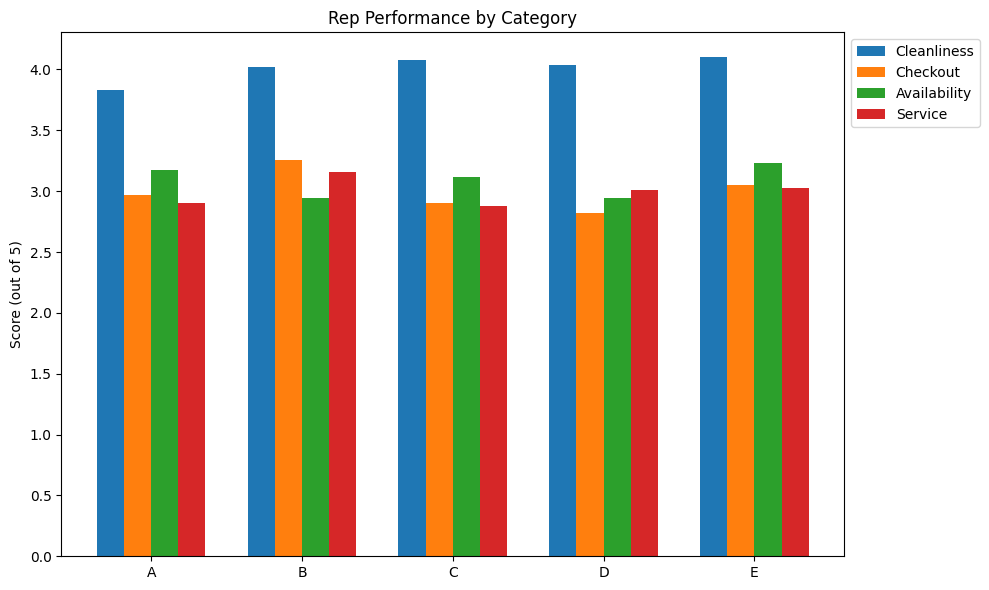 Rep Performance by Category
Score (out of 5)
4.0
3.5
3.0
2.5
2.0
1.5
1.0
0.5
0.0
A
B
C
D
E
Cleanliness
Checkout
Availability
Service